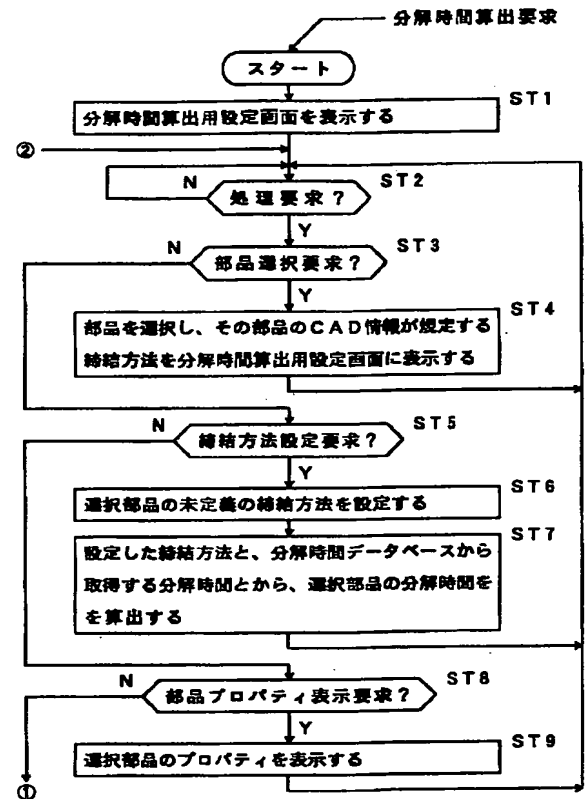 分解時間算出要求
スタート
ST1
分解時間算出用設定画面を表示する
②
N
ST2
処理要求?
Y
ST3
N
部品選択要求?
Y
ST4
部品を選択し、その部品のCAD情報が規定する
締結方法を分解時間算出用設定画面に表示する
N
ST5
締結方法設定要求?
Y
ST6
選択部品の未定義の締結方法を設定する
ST7
設定した締結方法と、分解時間データベースから
取得する分解時間とから、選択部品の分解時間を
を算出する
N
ST8
部品プロパティ表示要求?
Y
ST9
選択部品のプロパティを表示する
①